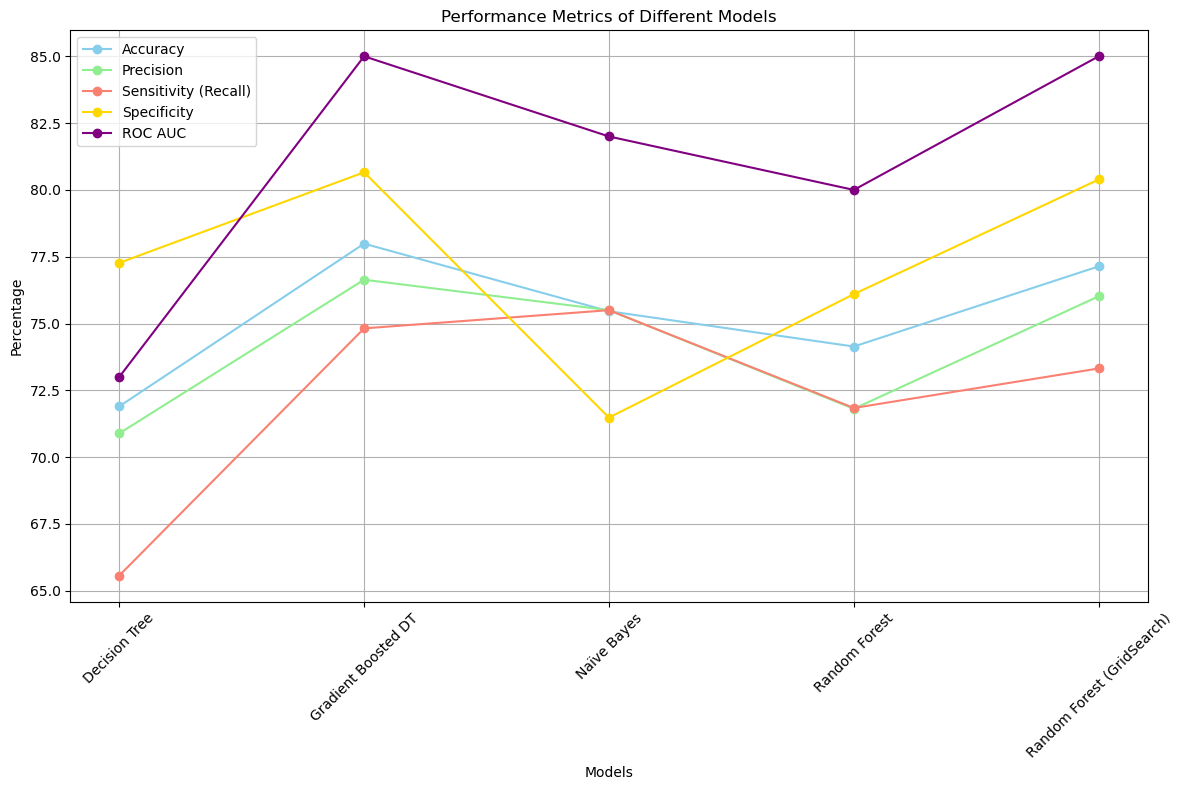 Performance Metrics of Different Models
Accuracy
Precision
Sensitivity (Recall)
Specificity
ROC AUC
Percentage
85.0
82.5
80.0
77.5
75.0
72.5
70.0
67.5
65.0
Decision Tree
Gradient Boosted DT
Naïve Bayes
Random Forest
Random Forest (GridSearch)
Models